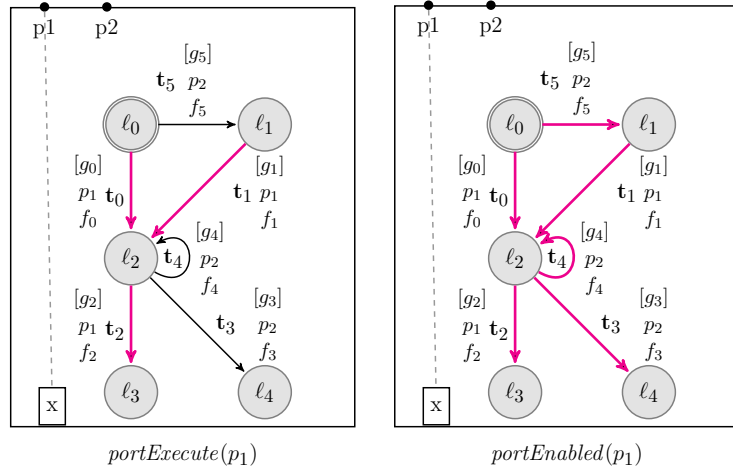 p1 p2
[g₅]
t₅ p₂
f₅
ℓ₀ ℓ₁
[g₀] [g₁]
p₁ t₀ t₁ p₁
f₀ f₁
[g₄]
ℓ₂ t₄ p₂
f₄
[g₂] [g₃]
p₁ t₂ t₃ p₂
f₂ f₃
ℓ₃ ℓ₄
x
portExecute(p₁)
p1 p2
[g₅]
t₅ p₂
f₅
ℓ₀ ℓ₁
[g₀] [g₁]
p₁ t₀ t₁ p₁
f₀ f₁
[g₄]
ℓ₂ t₄ p₂
f₄
[g₂] [g₃]
p₁ t₂ t₃ p₂
f₂ f₃
ℓ₃ ℓ₄
x
portEnabled(p₁)